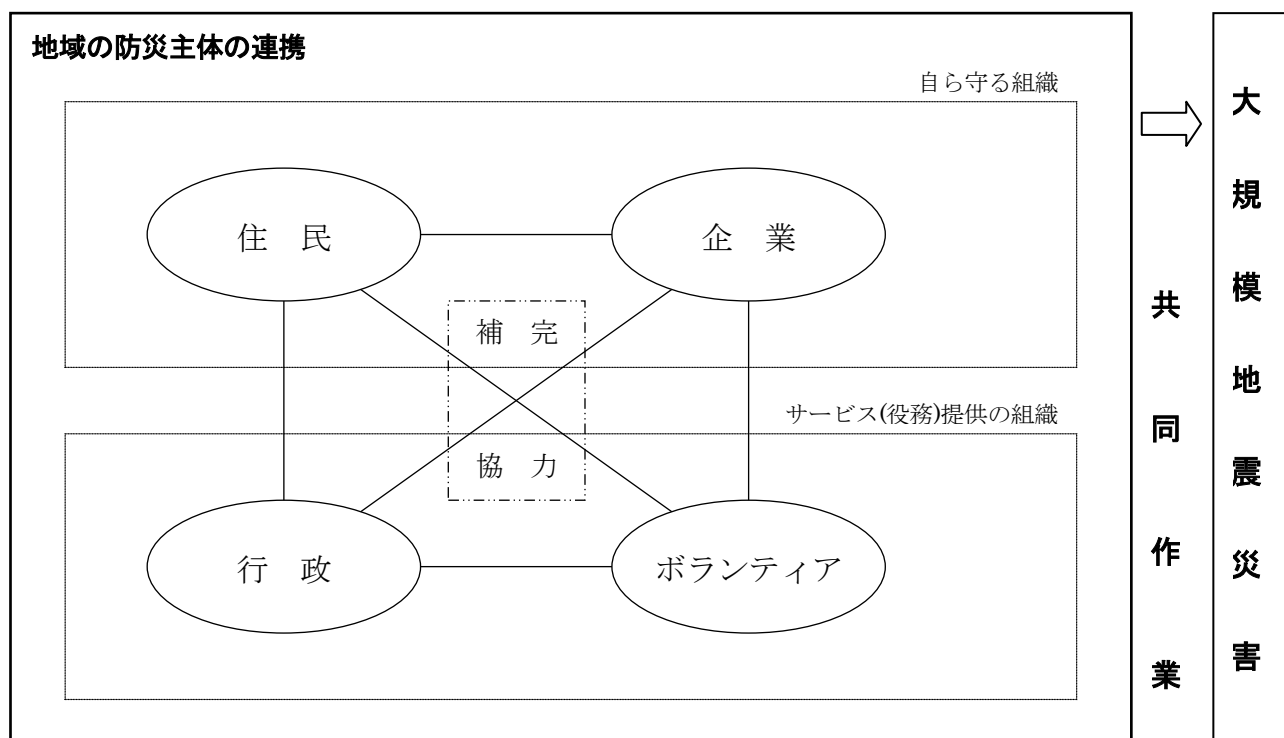 地域の防災主体の連携
自ら守る組織
住　民
企　業
補　完
サービス(役務)提供の組織
協　力
行　政
ボランティア
共同作業
大規模地震災害